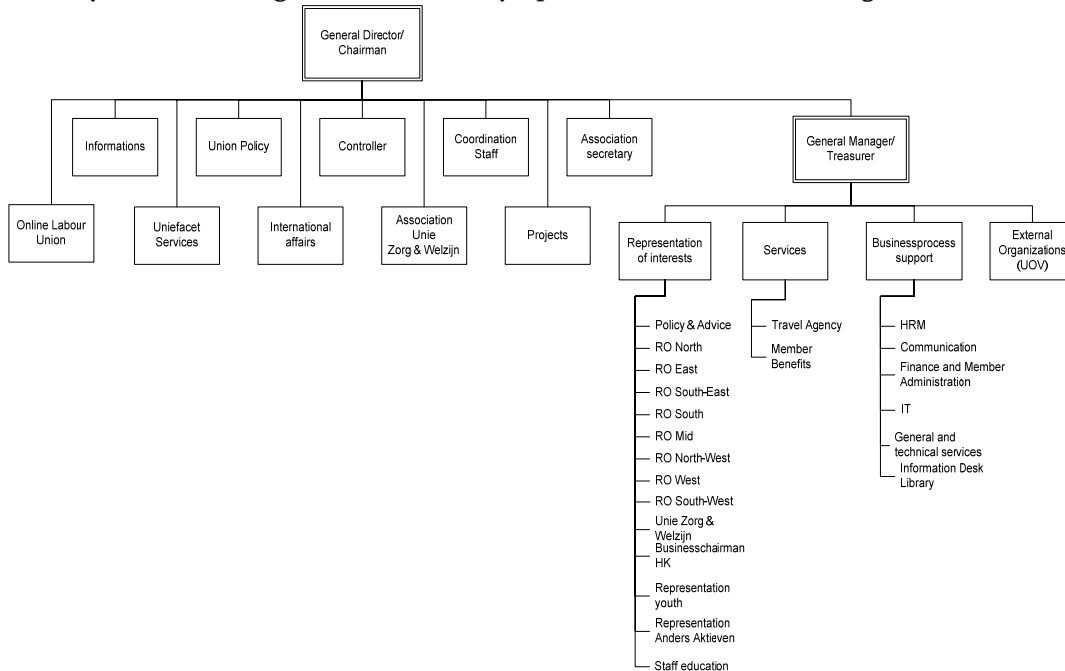 General Director/
Chairman
Informations
Union Policy
Controller
Coordination
Staff
Association
secretary
General Manager/
Treasurer
Online Labour
Union
Uniefacet
Services
International
affairs
Association
Unie
Zorg & Welzijn
Projects
Representation
of interests
Services
Businessprocess
support
External
Organizations
(UOV)
Policy & Advice
RO North
RO East
RO South-East
RO South
RO Mid
RO North-West
RO West
RO South-West
Unie Zorg &
Welzijn
Businesschairman
HK
Representation
youth
Representation
Anders Aktieven
Staff education
Travel Agency
Member
Benefits
HRM
Communication
Finance and Member
Administration
IT
General and
technical services
Information Desk
Library